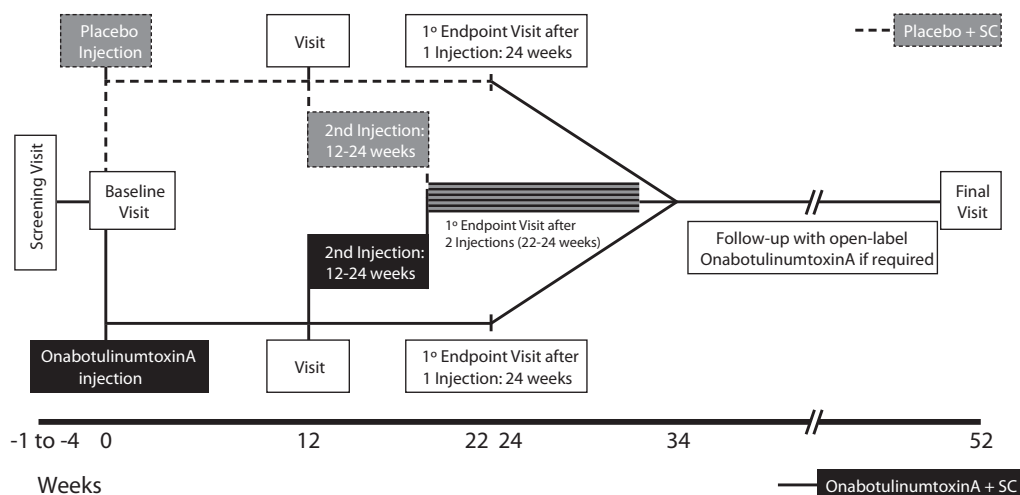 Placebo
Injection
Visit
1º Endpoint Visit after
1 Injection: 24 weeks
Placebo + SC
2nd Injection:
12-24 weeks
Screening Visit
Baseline
Visit
Final
Visit
1º Endpoint Visit after
2 Injections (22-24 weeks)
2nd Injection:
12-24 weeks
Follow-up with open-label
OnabotulinumtoxinA if required
OnabotulinumtoxinA
injection
Visit
1º Endpoint Visit after
1 Injection: 24 weeks
-1 to -4 0 12 22 24 34 52
Weeks
OnabotulinumtoxinA + SC